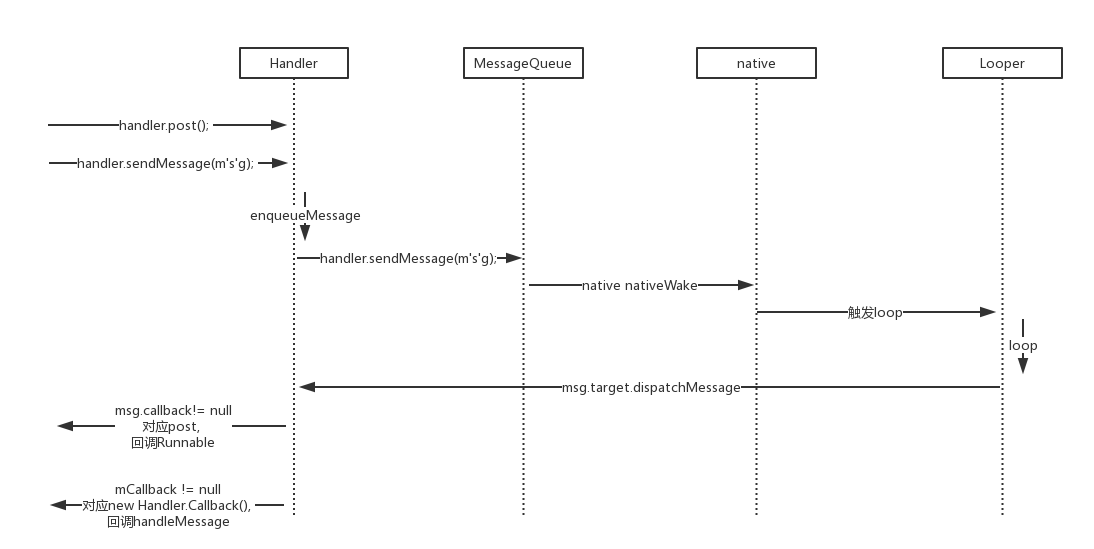 Handler
MessageQueue
native
Looper
handler.post();
handler.sendMessage(m's'g);
enqueueMessage
handler.sendMessage(m's'g);
native nativeWake
触发loop
loop
msg.target.dispatchMessage
msg.callback!= null
对应post,
回调Runnable
mCallback != null
对应new Handler.Callback(),
回调handleMessage